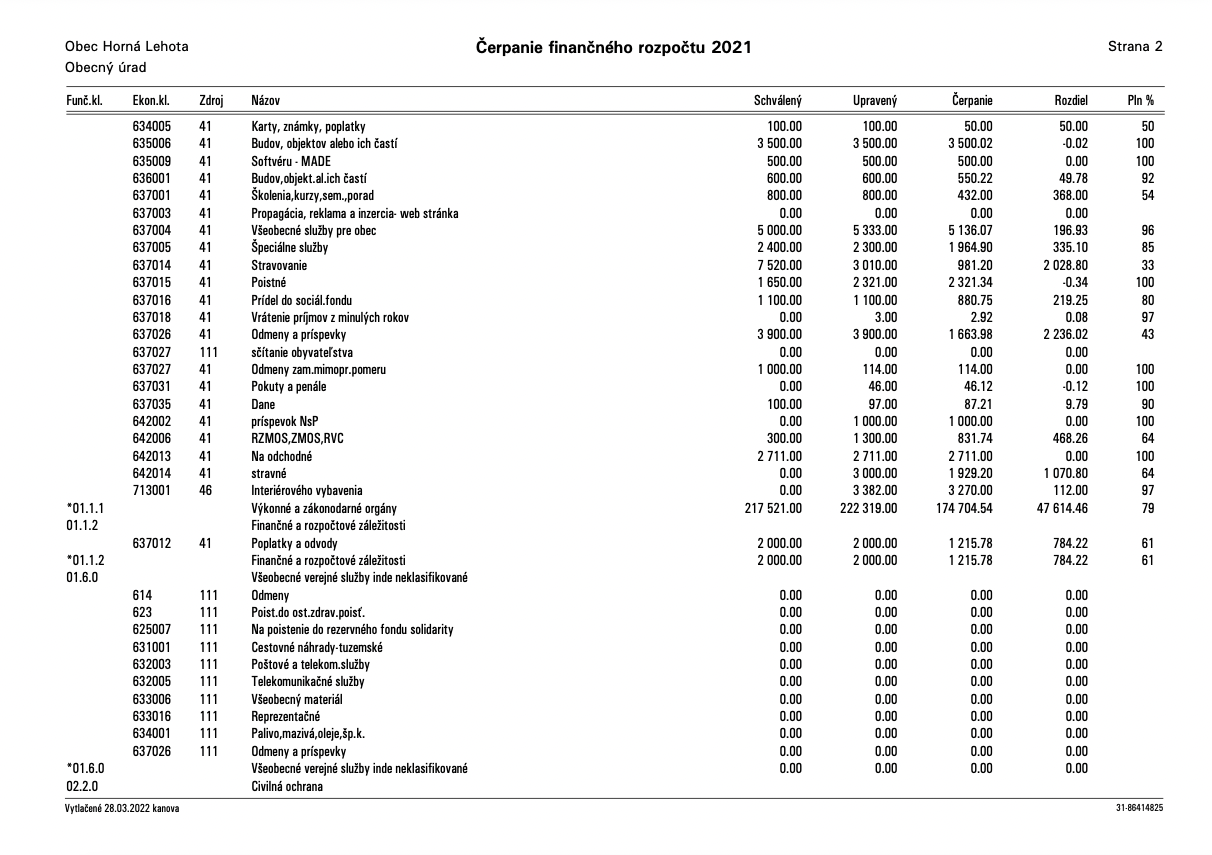 Obec Horná Lehota Čerpanie finančného rozpočtu 2021 Strana 2
Obecný úrad
Funč.kl. Ekon.kl. Zdroj Názov Schválený Upravený Čerpanie Rozdiel Pln %
634005 41 Karty, známky, poplatky 100.00 100.00 50.00 50.00 50
635006 41 Budov, objektov alebo ich častí 3 500.00 3 500.00 3 500.02 -0.02 100
635009 41 Softvéru - MADE 500.00 500.00 500.00 0.00 100
636001 41 Budov,objekt.al.ich častí 600.00 600.00 550.22 49.78 92
637001 41 Školenia,kurzy,sem.,porad 800.00 800.00 432.00 368.00 54
637003 41 Propagácia, reklama a inzercia- web stránka 0.00 0.00 0.00 0.00
637004 41 Všeobecné služby pre obec 5 000.00 5 333.00 5 136.07 196.93 96
637005 41 Špeciálne služby 2 400.00 2 300.00 1 964.90 335.10 85
637014 41 Stravovanie 7 520.00 3 010.00 981.20 2 028.80 33
637015 41 Poistné 1 650.00 2 321.00 2 321.34 -0.34 100
637016 41 Prídel do sociál.fondu 1 100.00 1 100.00 880.75 219.25 80
637018 41 Vrátenie príjmov z minulých rokov 0.00 3.00 2.92 0.08 97
637026 41 Odmeny a príspevky 3 900.00 3 900.00 1 663.98 2 236.02 43
637027 111 sčítanie obyvateľstva 0.00 0.00 0.00 0.00
637027 41 Odmeny zam.mimopr.pomeru 1 000.00 114.00 114.00 0.00 100
637031 41 Pokuty a penále 0.00 46.00 46.12 -0.12 100
637035 41 Dane 100.00 97.00 87.21 9.79 90
642002 41 príspevok NsP 0.00 1 000.00 1 000.00 0.00 100
642006 41 RZMOS,ZMOS,RVC 300.00 1 300.00 831.74 468.26 64
642013 41 Na odchodné 2 711.00 2 711.00 2 711.00 0.00 100
642014 41 stravné 0.00 3 000.00 1 929.20 1 070.80 64
713001 46 Interiérového vybavenia 0.00 3 382.00 3 270.00 112.00 97
*01.1.1 Výkonné a zákonodarné orgány 217 521.00 222 319.00 174 704.54 47 614.46 79
01.1.2 Finančné a rozpočtové záležitosti
637012 41 Poplatky a odvody 2 000.00 2 000.00 1 215.78 784.22 61
*01.1.2 Finančné a rozpočtové záležitosti 2 000.00 2 000.00 1 215.78 784.22 61
01.6.0 Všeobecné verejné služby inde neklasifikované
614 111 Odmeny 0.00 0.00 0.00 0.00
623 111 Poist.do ost.zdrav.poisť. 0.00 0.00 0.00 0.00
625007 111 Na poistenie do rezervného fondu solidarity 0.00 0.00 0.00 0.00
631001 111 Cestovné náhrady-tuzemské 0.00 0.00 0.00 0.00
632003 111 Poštové a telekom.služby 0.00 0.00 0.00 0.00
632005 111 Telekomunikačné služby 0.00 0.00 0.00 0.00
633006 111 Všeobecný materiál 0.00 0.00 0.00 0.00
633016 111 Reprezentačné 0.00 0.00 0.00 0.00
634001 111 Palivo,mazivá,oleje,šp.k. 0.00 0.00 0.00 0.00
637026 111 Odmeny a príspevky 0.00 0.00 0.00 0.00
*01.6.0 Všeobecné verejné služby inde neklasifikované 0.00 0.00 0.00 0.00
02.2.0 Civilná ochrana
Vytlačené 28.03.2022 kanova 31-86414825